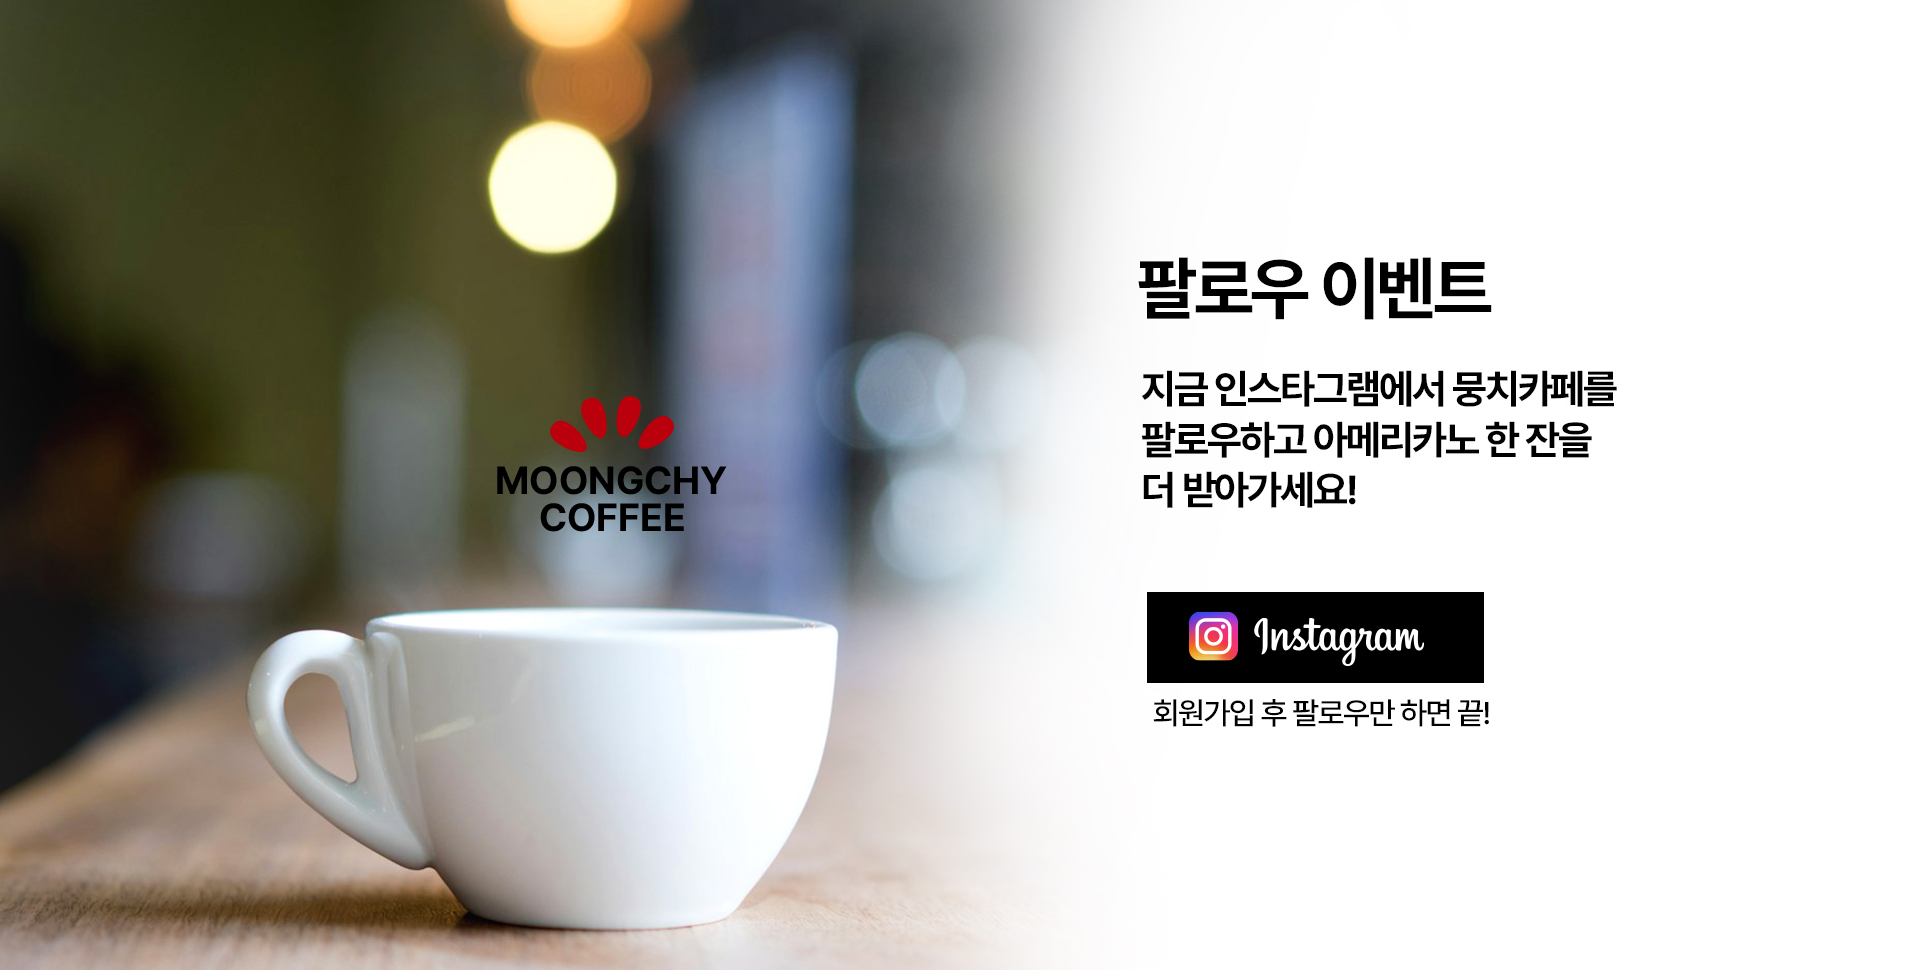 MOONGCHY
COFFEE
팔로우 이벤트
지금 인스타그램에서 뭉치카페를
팔로우하고 아메리카노 한 잔을
더 받아가세요!
Instagram
회원가입 후 팔로우만 하면 끝!